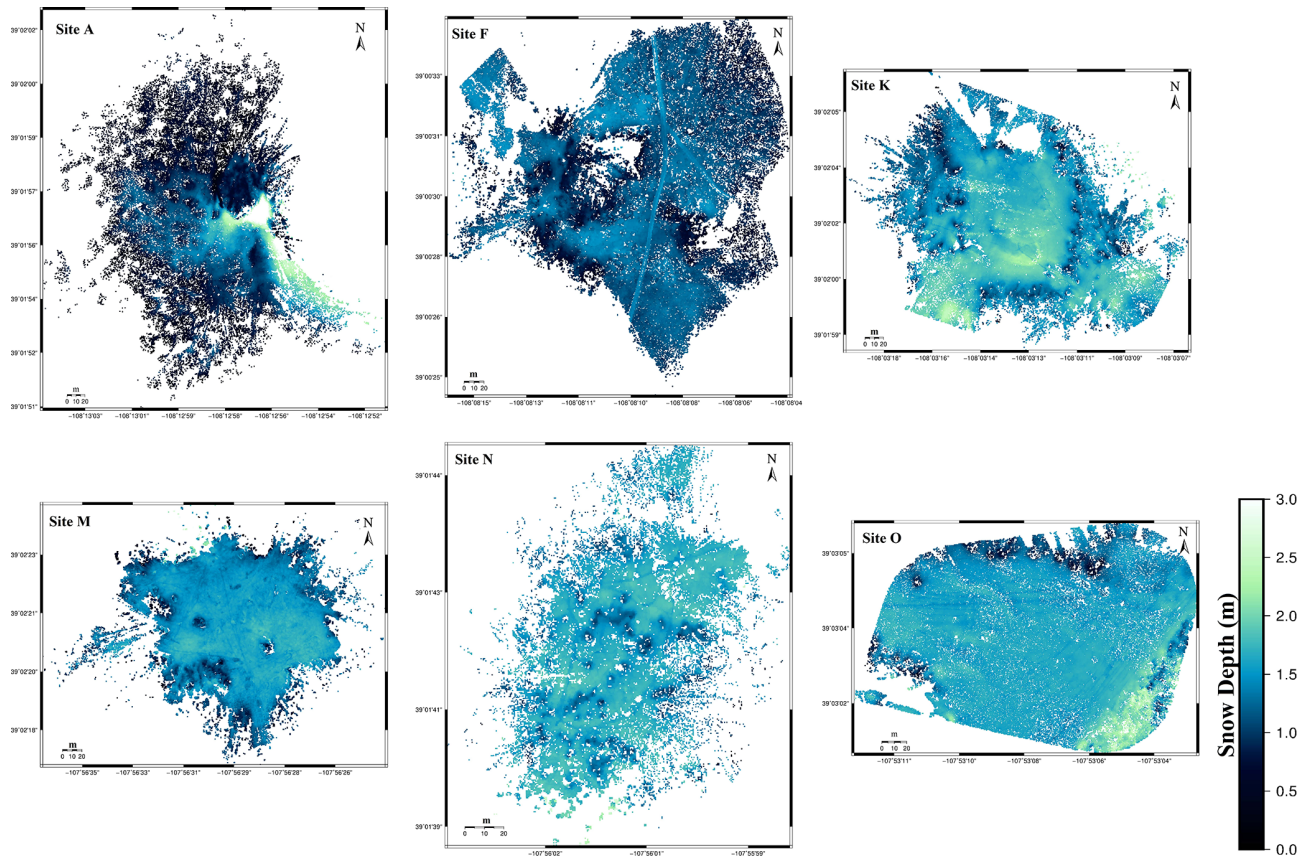 Site A
N
39˚02'02"
39˚02'00"
39˚01'59"
39˚01'57"
39˚01'56"
39˚01'54"
39˚01'52"
39˚01'51"
m
0 10 20
−108˚13'03" −108˚13'01" −108˚12'59" −108˚12'58" −108˚12'56" −108˚12'54" −108˚12'52"
Site F
N
39˚00'33"
39˚00'31"
39˚00'30"
39˚00'28"
39˚00'26"
39˚00'25"
m
0 10 20
−108˚08'15" −108˚08'13" −108˚08'11" −108˚08'10" −108˚08'08" −108˚08'06" −108˚08'04"
Site K
N
39˚02'05"
39˚02'04"
39˚02'02"
39˚02'00"
39˚01'59"
m
0 10 20
−108˚03'18" −108˚03'16" −108˚03'14" −108˚03'13" −108˚03'11" −108˚03'09" −108˚03'07"
Site M
N
39˚02'23"
39˚02'21"
39˚02'20"
39˚02'18"
m
0 10 20
−107˚56'35" −107˚56'33" −107˚56'31" −107˚56'29" −107˚56'28" −107˚56'26"
Site N
N
39˚01'44"
39˚01'43"
39˚01'41"
39˚01'39"
m
0 10 20
−107˚56'02" −107˚56'01" −107˚55'59"
Site O
N
39˚03'05"
39˚03'04"
39˚03'02"
m
0 10 20
−107˚53'11" −107˚53'10" −107˚53'08" −107˚53'06" −107˚53'04"
Snow Depth (m)
3.0
2.5
2.0
1.5
1.0
0.5
0.0